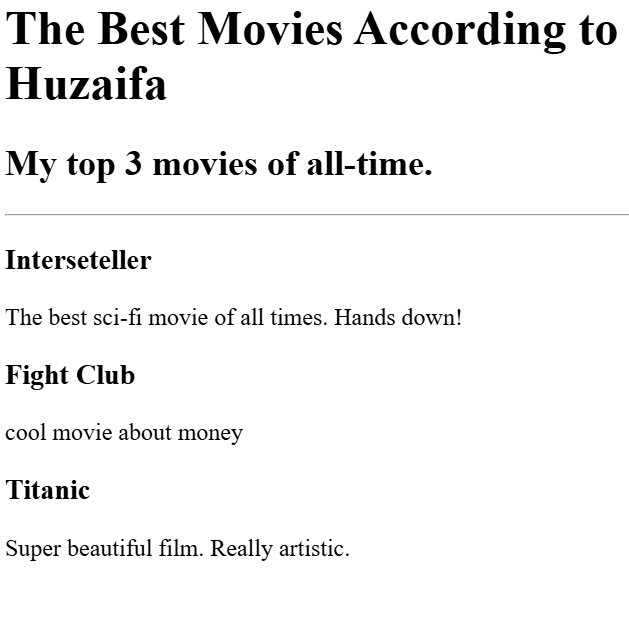 The Best Movies According to
Huzaifa
My top 3 movies of all-time.
Interseteller
The best sci-fi movie of all times. Hands down!
Fight Club
cool movie about money
Titanic
Super beautiful film. Really artistic.